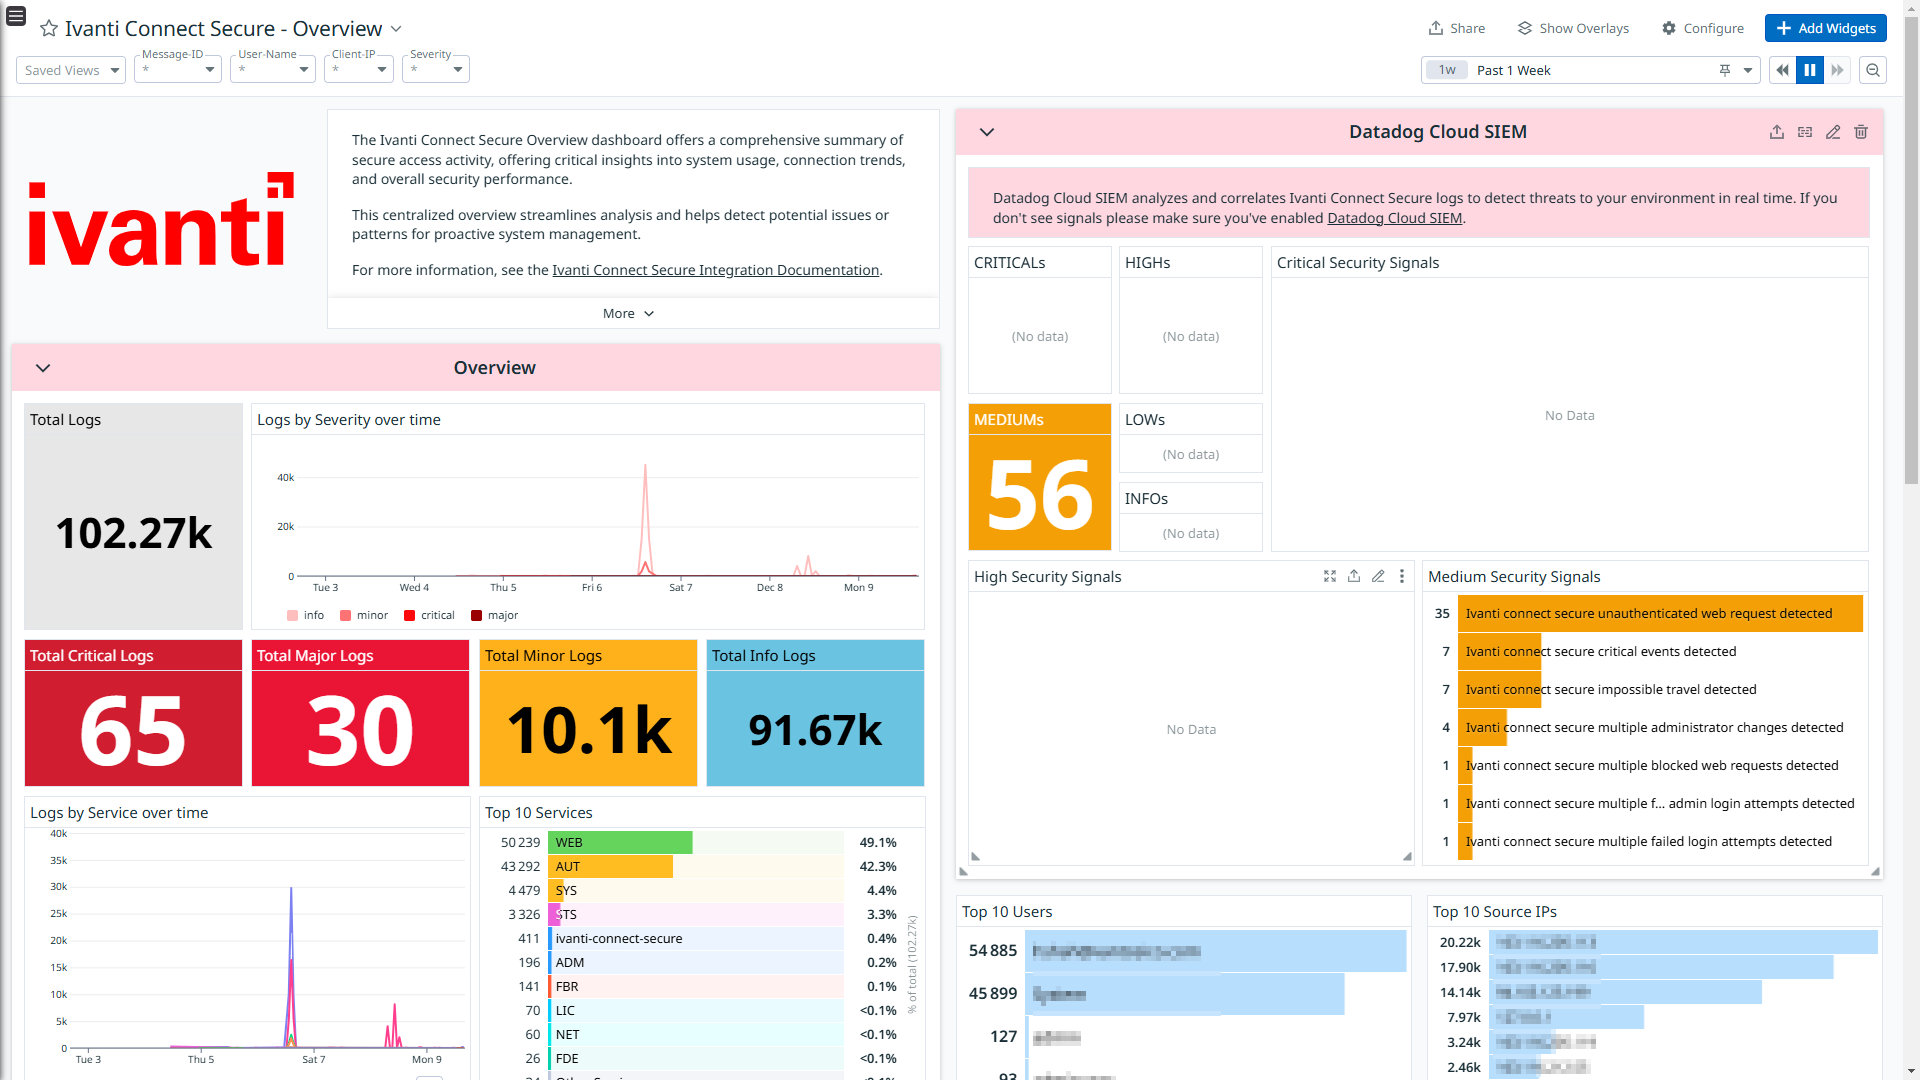 Ivanti Connect Secure - Overview
Share
Show Overlays
Configure
Add Widgets
Saved Views
Message-ID
*
User-Name
*
Client-IP
*
Severity
*
1w
Past 1 Week
ivanti
The Ivanti Connect Secure Overview dashboard offers a comprehensive summary of
secure access activity, offering critical insights into system usage, connection trends,
and overall security performance.
This centralized overview streamlines analysis and helps detect potential issues or
patterns for proactive system management.
For more information, see the Ivanti Connect Secure Integration Documentation.
More
Overview
Total Logs
102.27k
Logs by Severity over time
40k
20k
0
Tue 3
Wed 4
Thu 5
Fri 6
Sat 7
Dec 8
Mon 9
info
minor
critical
major
Total Critical Logs
65
Total Major Logs
30
Total Minor Logs
10.1k
Total Info Logs
91.67k
Logs by Service over time
40k
35k
30k
25k
20k
15k
10k
5k
0
Tue 3
Thu 5
Sat 7
Mon 9
Top 10 Services
50 239 WEB 49.1%
43 292 AUT 42.3%
4 479 SYS 4.4%
3 326 STS 3.3%
411 ivanti-connect-secure 0.4%
196 ADM 0.2%
141 FBR 0.1%
70 LIC <0.1%
60 NET <0.1%
26 FDE <0.1%
% of total (102.27k)
Datadog Cloud SIEM
Datadog Cloud SIEM analyzes and correlates Ivanti Connect Secure logs to detect threats to your environment in real time. If you
don't see signals please make sure you've enabled Datadog Cloud SIEM.
CRITICALs
(No data)
HIGHs
(No data)
Critical Security Signals
No Data
MEDIUMs
56
LOWs
(No data)
INFOs
(No data)
High Security Signals
No Data
Medium Security Signals
35 Ivanti connect secure unauthenticated web request detected
7 Ivanti connect secure critical events detected
7 Ivanti connect secure impossible travel detected
4 Ivanti connect secure multiple administrator changes detected
1 Ivanti connect secure multiple blocked web requests detected
1 Ivanti connect secure multiple f... admin login attempts detected
1 Ivanti connect secure multiple failed login attempts detected
Top 10 Users
54 885
45 899
127
93
Top 10 Source IPs
20.22k
17.90k
14.14k
7.97k
3.24k
2.46k